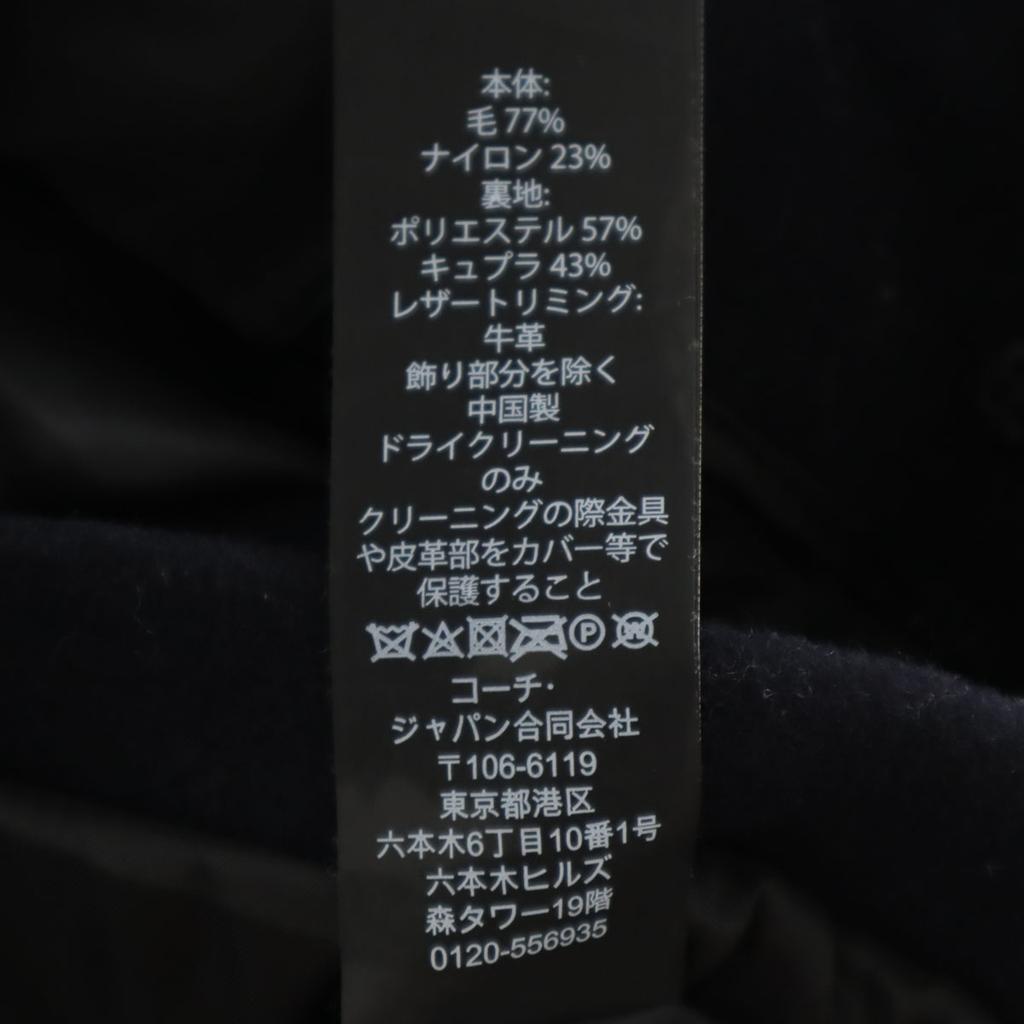 本体:
毛 77%
ナイロン 23%
裏地:
ポリエステル 57%
キュプラ 43%
レザートリミング:
牛革
飾り部分を除く
中国製
ドライクリーニング
のみ
クリーニングの際金具
や皮革部をカバー等で
保護すること
P W
コーチ・
ジャパン合同会社
〒106-6119
東京都港区
六本木6丁目10番1号
六本木ヒルズ
森タワー19階
0120-556935